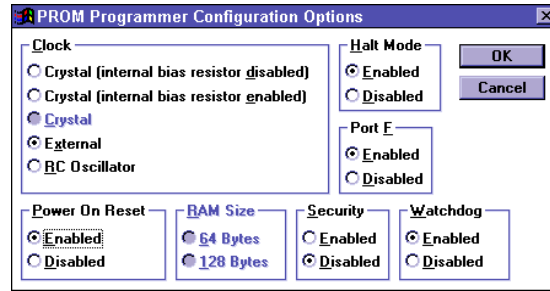 PROM Programmer Configuration Options
Clock
Crystal (internal bias resistor disabled)
Crystal (internal bias resistor enabled)
Crystal
External
RC Oscillator
Halt Mode
Enabled
Disabled
OK
Cancel
Port F
Enabled
Disabled
Power On Reset
Enabled
Disabled
RAM Size
64 Bytes
128 Bytes
Security
Enabled
Disabled
Watchdog
Enabled
Disabled